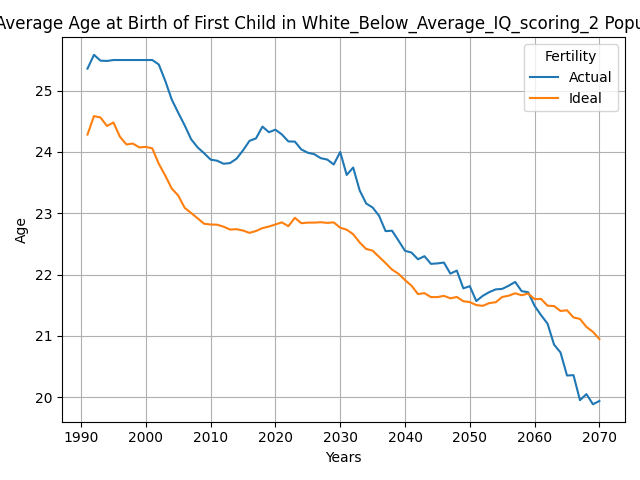 Average Age at Birth of First Child in White_Below_Average_IQ_scoring_2 Popu
Fertility
Actual
Ideal
25
24
23
22
21
20
Age
1990 2000 2010 2020 2030 2040 2050 2060 2070
Years